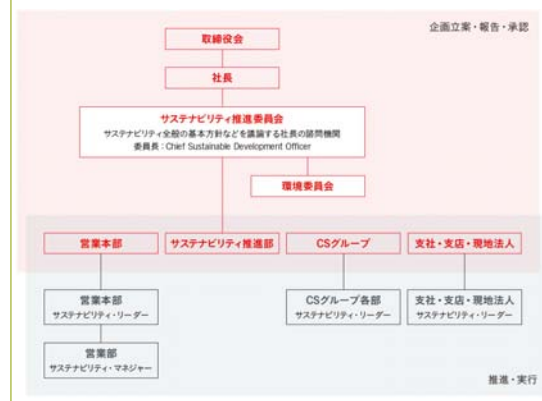 企画立案・報告・承認
取締役会
社長
サステナビリティ推進委員会
サステナビリティ全般の基本方針などを議論する社長の諮問機関
委員長：Chief Sustainable Development Officer
環境委員会
営業本部
サステナビリティ推進部
CSグループ
支社・支店・現地法人
営業本部
サステナビリティ・リーダー
CSグループ各部
サステナビリティ・リーダー
支社・支店・現地法人
サステナビリティ・リーダー
営業部
サステナビリティ・マネジャー
推進・実行